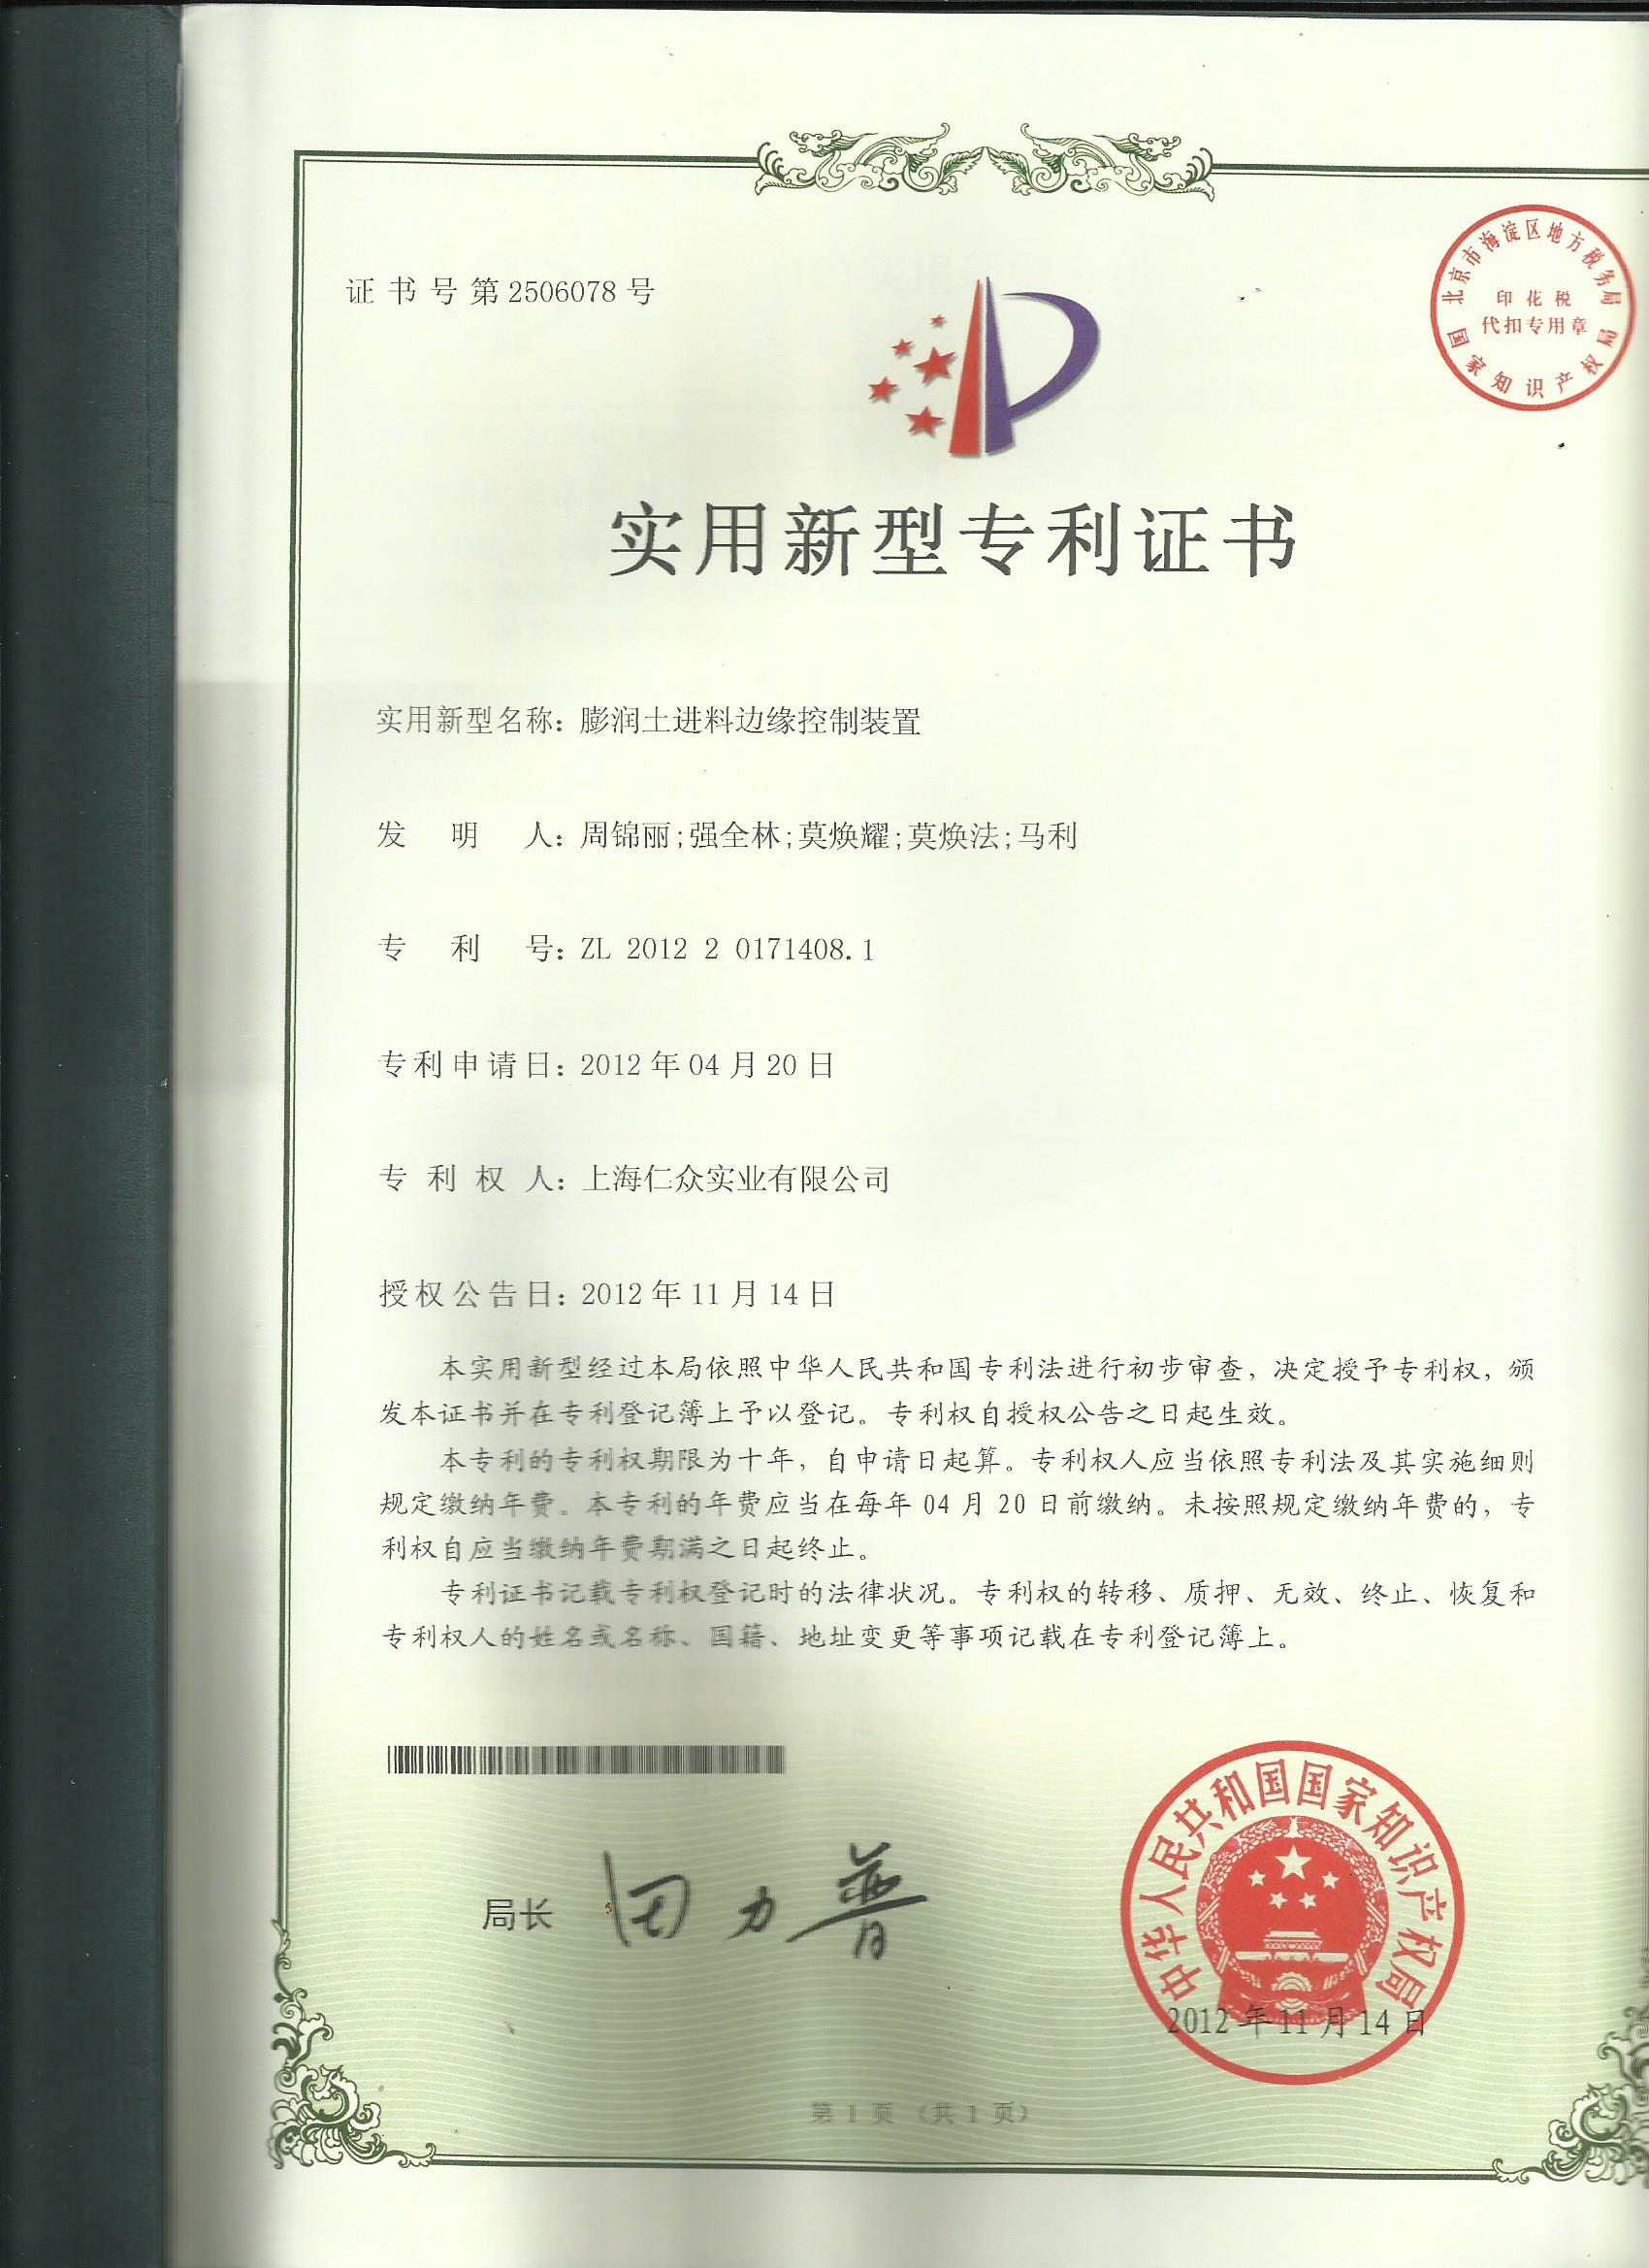 证书号第2506078号
北京市海淀区地方税务局
印花税
代扣专用章
国家知识产权局
实用新型专利证书
实用新型名称：膨润土进料边缘控制装置
发明人：周锦丽;强全林;莫焕耀;莫焕法;马利
专利号：ZL 2012 2 0171408.1
专利申请日：2012年04月20日
专利权人：上海仁众实业有限公司
授权公告日：2012年11月14日
本实用新型经过本局依照中华人民共和国专利法进行初步审查，决定授予专利权，颁
发本证书并在专利登记簿上予以登记。专利权自授权公告之日起生效。
本专利的专利权期限为十年，自申请日起算。专利权人应当依照专利法及其实施细则
规定缴纳年费。本专利的年费应当在每年04月20日前缴纳。未按照规定缴纳年费的，专
利权自应当缴纳年费期满之日起终止。
专利证书记载专利权登记时的法律状况。专利权的转移、质押、无效、终止、恢复和
专利权人的姓名或名称、国籍、地址变更等事项记载在专利登记簿上。
局长 田力普
中华人民共和国国家知识产权局
2012年11月14日
第1页（共1页）